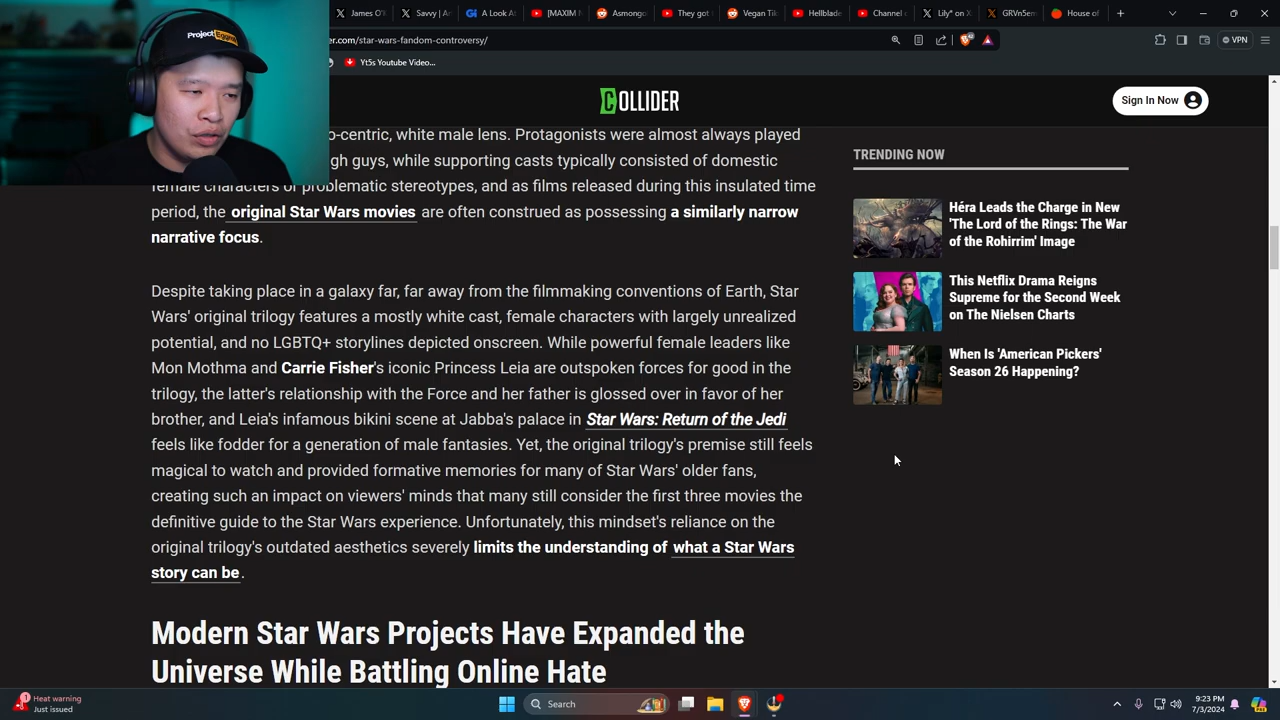 James O'
Savvy | Ar
A Look At
[MAXIM N
Asmong
They got
Vegan Tik
Hellblade
Channel c
Lily* on X
GRVn5em
House of
.com/star-wars-fandom-controversy/
VPN
Yt5s Youtube Video...
COLLIDER
Sign In Now
o-centric, white male lens. Protagonists were almost always played
gh guys, while supporting casts typically consisted of domestic
female characters or problematic stereotypes, and as films released during this insulated time
period, the original Star Wars movies are often construed as possessing a similarly narrow
narrative focus.
Despite taking place in a galaxy far, far away from the filmmaking conventions of Earth, Star
Wars' original trilogy features a mostly white cast, female characters with largely unrealized
potential, and no LGBTQ+ storylines depicted onscreen. While powerful female leaders like
Mon Mothma and Carrie Fisher's iconic Princess Leia are outspoken forces for good in the
trilogy, the latter's relationship with the Force and her father is glossed over in favor of her
brother, and Leia's infamous bikini scene at Jabba's palace in Star Wars: Return of the Jedi
feels like fodder for a generation of male fantasies. Yet, the original trilogy's premise still feels
magical to watch and provided formative memories for many of Star Wars' older fans,
creating such an impact on viewers' minds that many still consider the first three movies the
definitive guide to the Star Wars experience. Unfortunately, this mindset's reliance on the
original trilogy's outdated aesthetics severely limits the understanding of what a Star Wars
story can be.
Modern Star Wars Projects Have Expanded the
Universe While Battling Online Hate
TRENDING NOW
Héra Leads the Charge in New
'The Lord of the Rings: The War
of the Rohirrim' Image
This Netflix Drama Reigns
Supreme for the Second Week
on The Nielsen Charts
When Is 'American Pickers'
Season 26 Happening?
Project Eggro
Heat warning
Just issued
Search
9:23 PM
7/3/2024